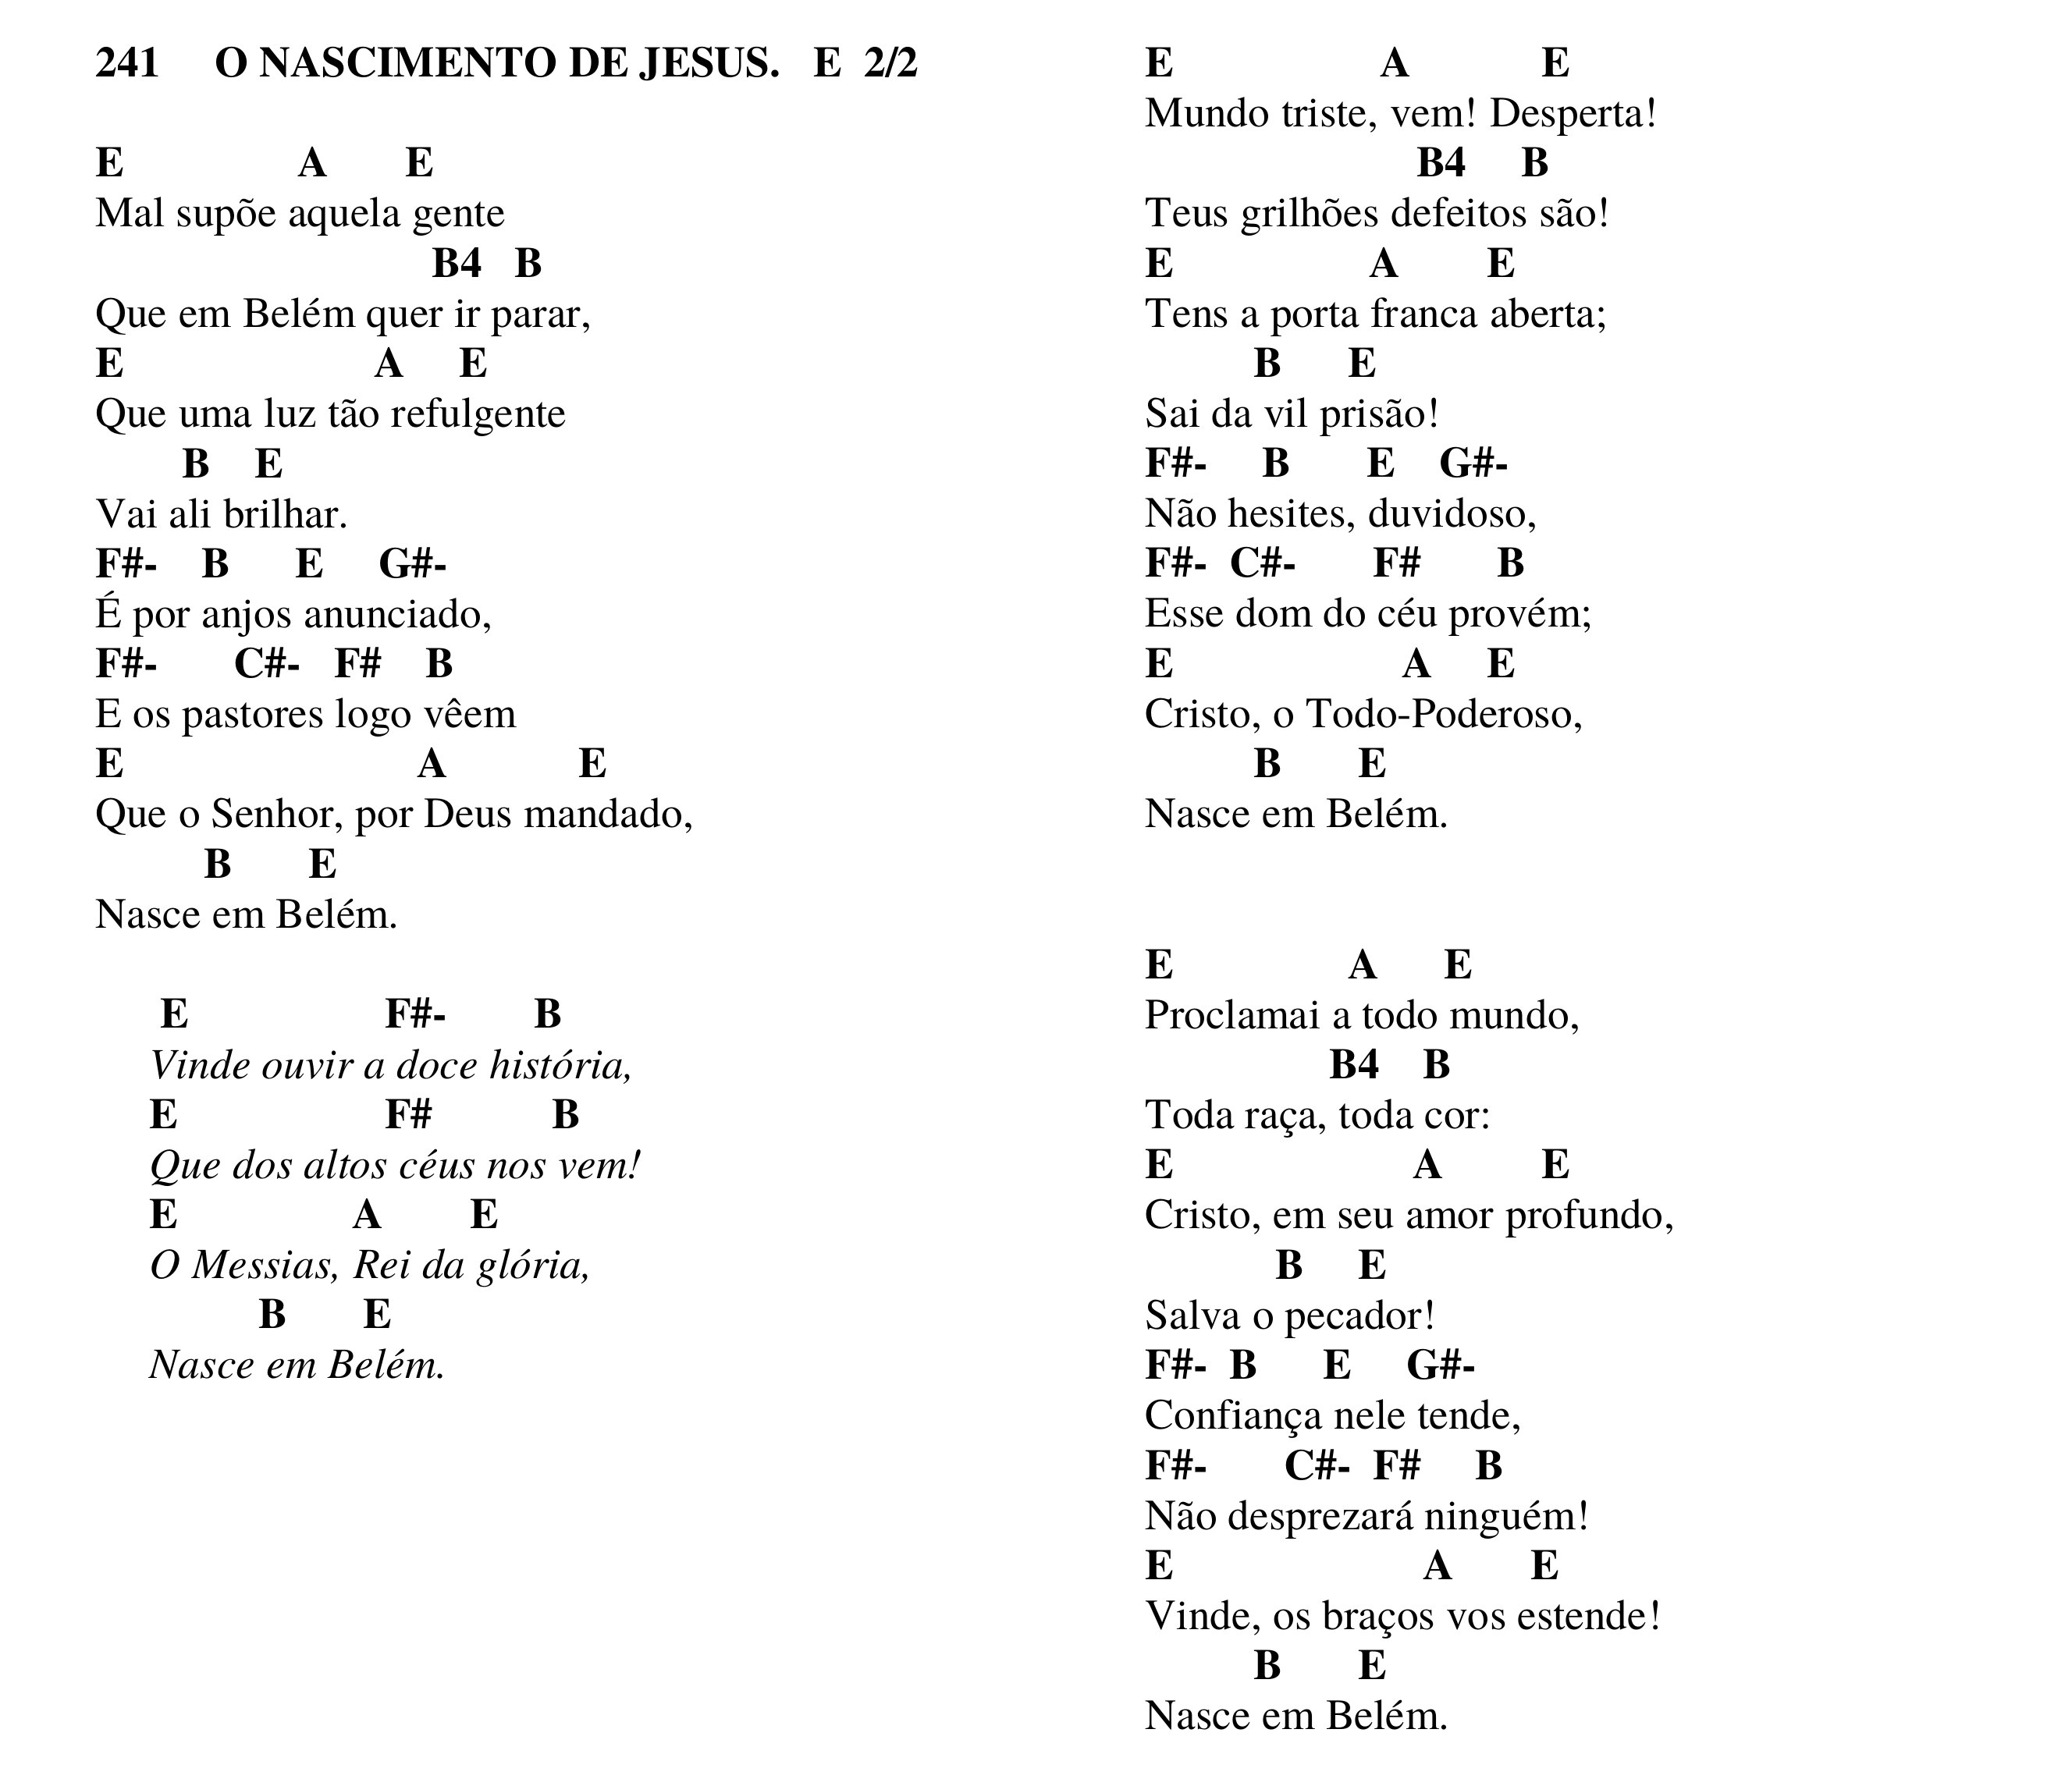 241 O NASCIMENTO DE JESUS. E 2/2
E A E
Mal supõe aquela gente
B4 B
Que em Belém quer ir parar,
E A E
Que uma luz tão refulgente
B E
Vai ali brilhar.
F#- B E G#-
É por anjos anunciado,
F#- C#- F# B
E os pastores logo vêem
E A E
Que o Senhor, por Deus mandado,
B E
Nasce em Belém.
E F#- B
Vinde ouvir a doce história,
E F# B
Que dos altos céus nos vem!
E A E
O Messias, Rei da glória,
B E
Nasce em Belém.
E A E
Mundo triste, vem! Desperta!
B4 B
Teus grilhões defeitos são!
E A E
Tens a porta franca aberta;
B E
Sai da vil prisão!
F#- B E G#-
Não hesites, duvidoso,
F#- C#- F# B
Esse dom do céu provém;
E A E
Cristo, o Todo-Poderoso,
B E
Nasce em Belém.
E A E
Proclamai a todo mundo,
B4 B
Toda raça, toda cor:
E A E
Cristo, em seu amor profundo,
B E
Salva o pecador!
F#- B E G#-
Confiança nele tende,
F#- C#- F# B
Não desprezará ninguém!
E A E
Vinde, os braços vos estende!
B E
Nasce em Belém.